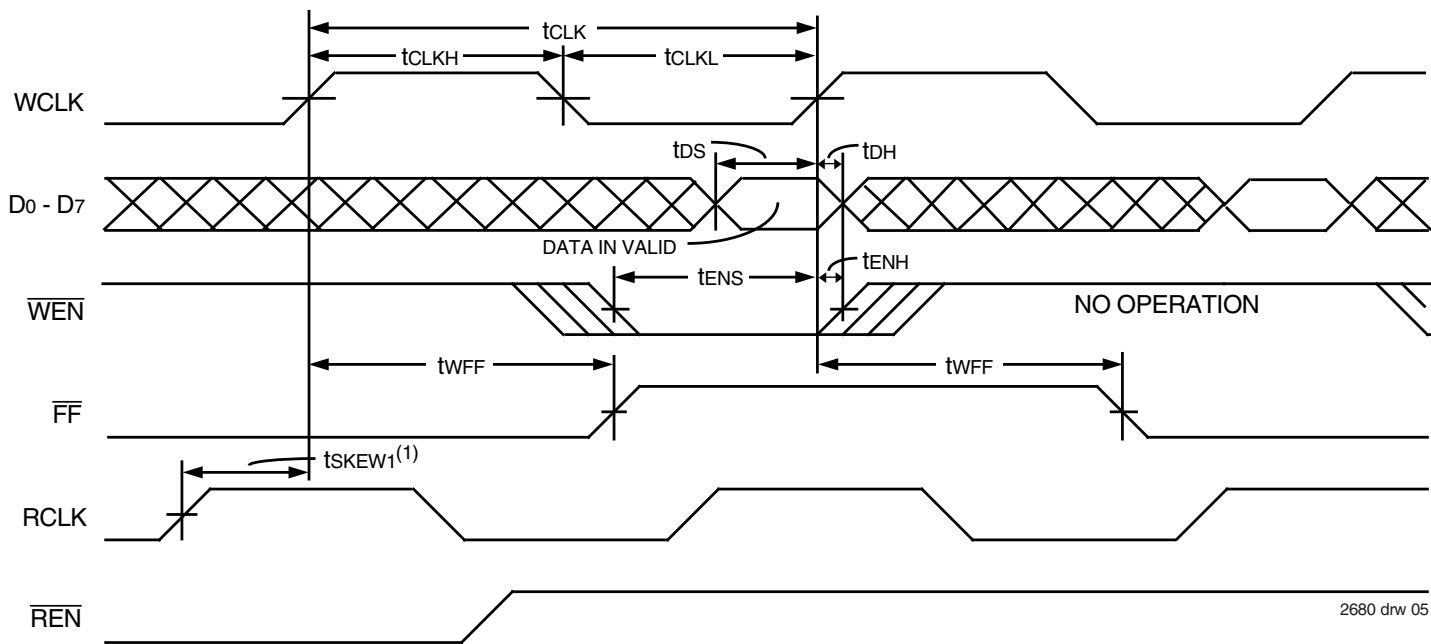 tCLK
tCLKH tCLKL
WCLK
tDS tDH
D0 - D7
DATA IN VALID
tENS tENH
WEN
NO OPERATION
tWFF tWFF
FF
tSKEW1(1)
RCLK
REN
2680 drw 05